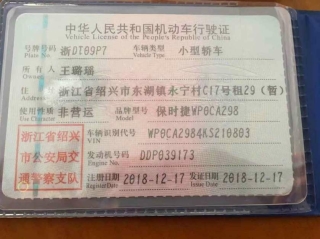 中华人民共和国机动车行驶证
Vehicle License of the People's Republic of China
号牌号码 浙DT09P7 车辆类型 小型轿车
Plate No. Vehicle Type
所有人 王璐瑶
Owner
住址 浙江省绍兴市东湖镇永宁村C17号租29(暂)
使用性质 非营运 品牌型号 保时捷WP0CA298
Use Character Model
浙江省绍兴市公安局交通警察支队
车辆识别代号 WP0CA2984KS210803
VIN
发动机号码 DDP039173
Engine No.
注册日期 2018-12-17 发证日期 2018-12-17
Register Date Issue Date